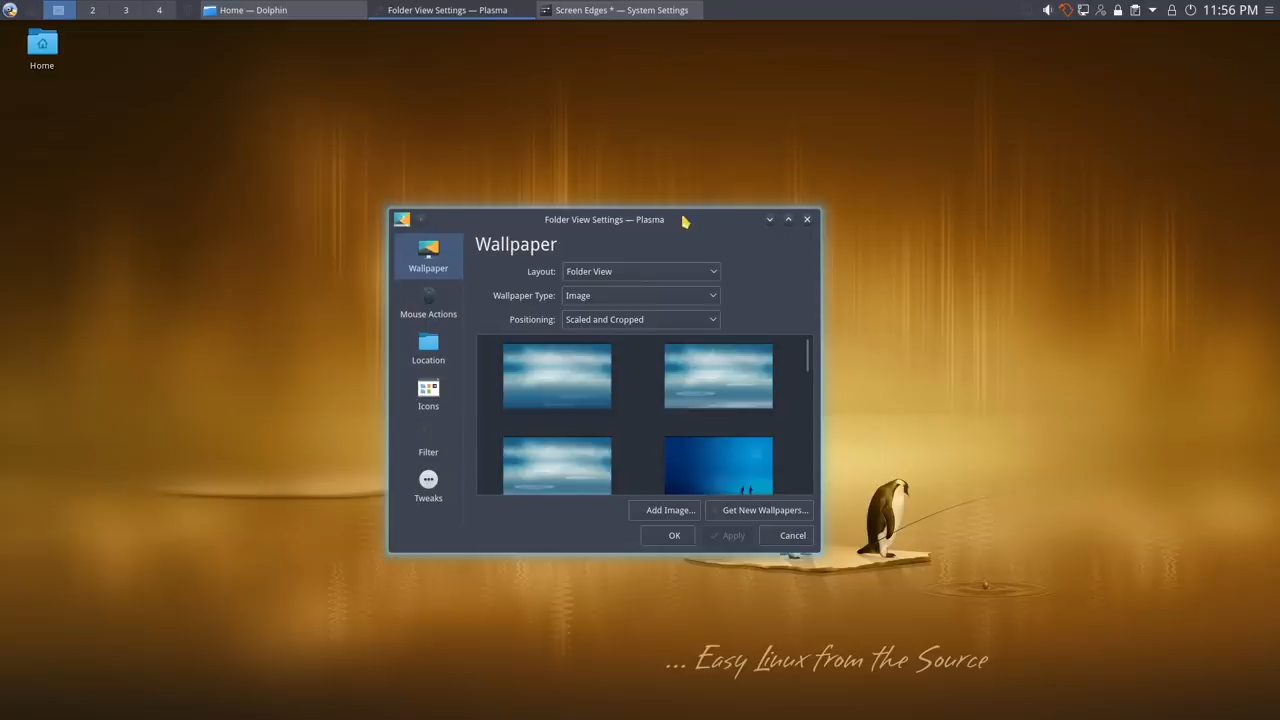 2
3
4
Home — Dolphin
Folder View Settings — Plasma
Screen Edges * — System Settings
11:56 PM
Home
Folder View Settings — Plasma
Wallpaper
Mouse Actions
Location
Icons
Filter
Tweaks
Wallpaper
Layout: Folder View
Wallpaper Type: Image
Positioning: Scaled and Cropped
Add Image...
Get New Wallpapers...
OK
Apply
Cancel
... Easy Linux from the Source